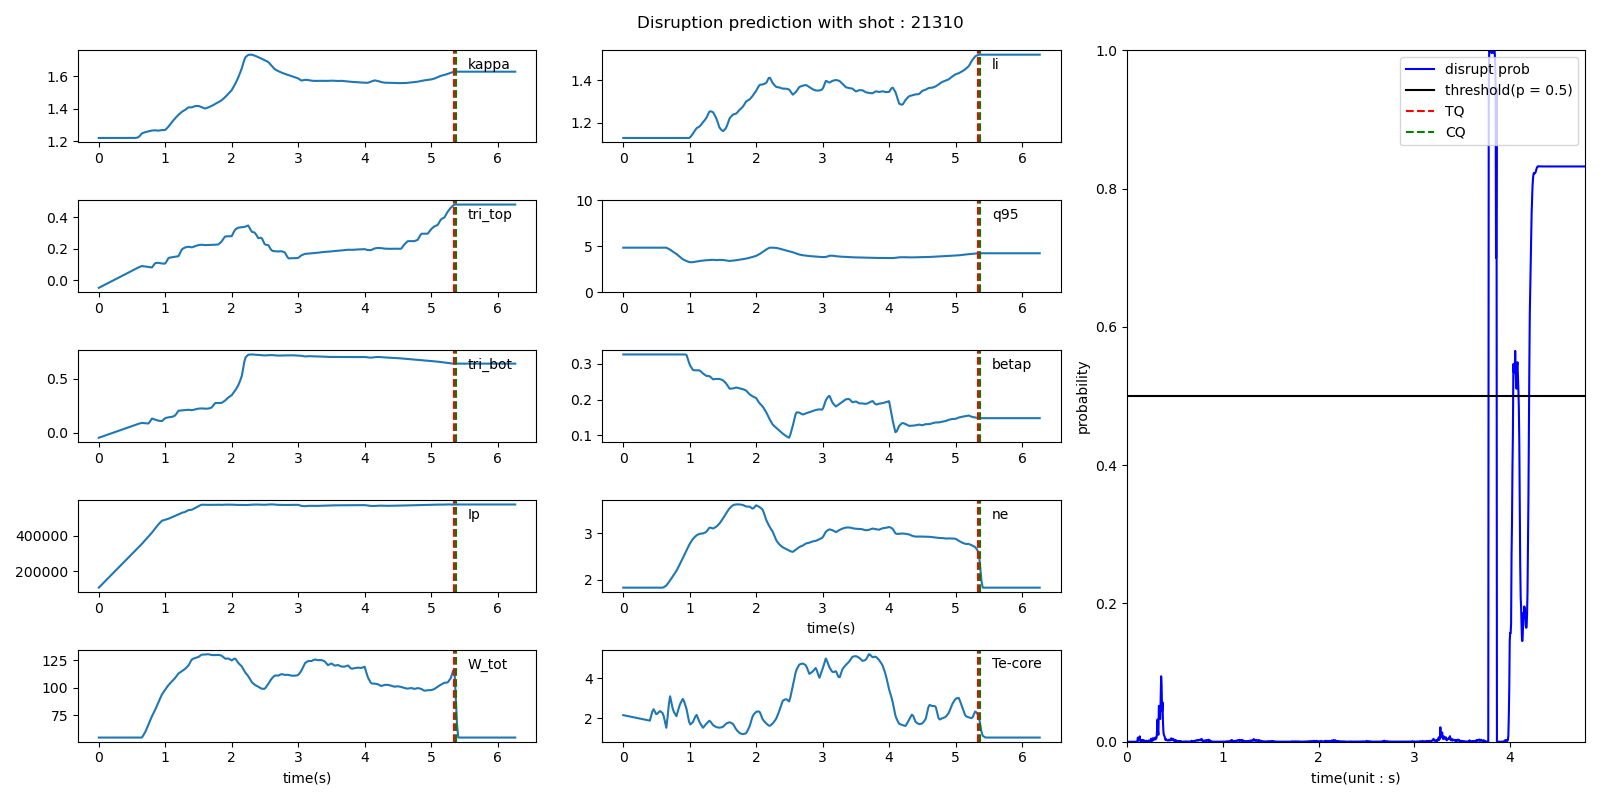 Disruption prediction with shot : 21310
kappa
1.6
1.4
1.2
0 1 2 3 4 5 6
li
1.4
1.2
0 1 2 3 4 5 6
tri_top
0.4
0.2
0.0
0 1 2 3 4 5 6
q95
10
5
0
0 1 2 3 4 5 6
tri_bot
0.5
0.0
0 1 2 3 4 5 6
betap
0.3
0.2
0.1
0 1 2 3 4 5 6
Ip
400000
200000
0 1 2 3 4 5 6
ne
3
2
0 1 2 3 4 5 6
time(s)
W_tot
125
100
75
0 1 2 3 4 5 6
time(s)
Te-core
4
2
0 1 2 3 4 5 6
disrupt prob
threshold(p = 0.5)
TQ
CQ
probability
1.0
0.8
0.6
0.4
0.2
0.0
0 1 2 3 4
time(unit : s)